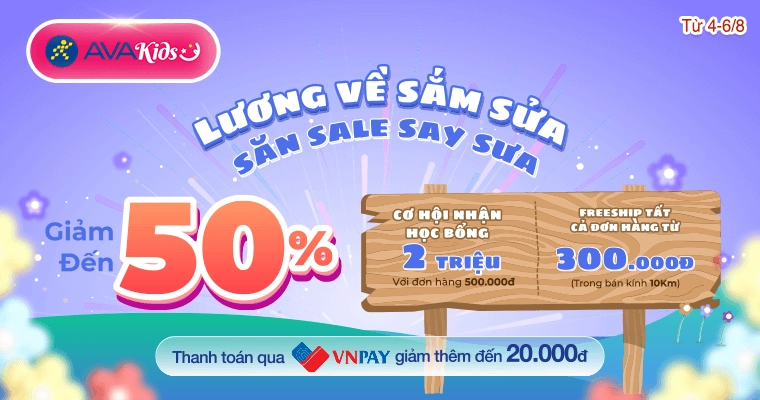 AVAKids
Từ 4-6/8
LƯƠNG VỀ SẮM SỬA
SĂN SALE SAY SƯA
Giảm
Đến
50%
CƠ HỘI NHẬN
HỌC BỔNG
2 TRIỆU
Với đơn hàng 500.000đ
FREESHIP TẤT
CẢ ĐƠN HÀNG TỪ
300.000Đ
(Trong bán kính 10Km)
Thanh toán qua VNPAY giảm thêm đến 20.000đ